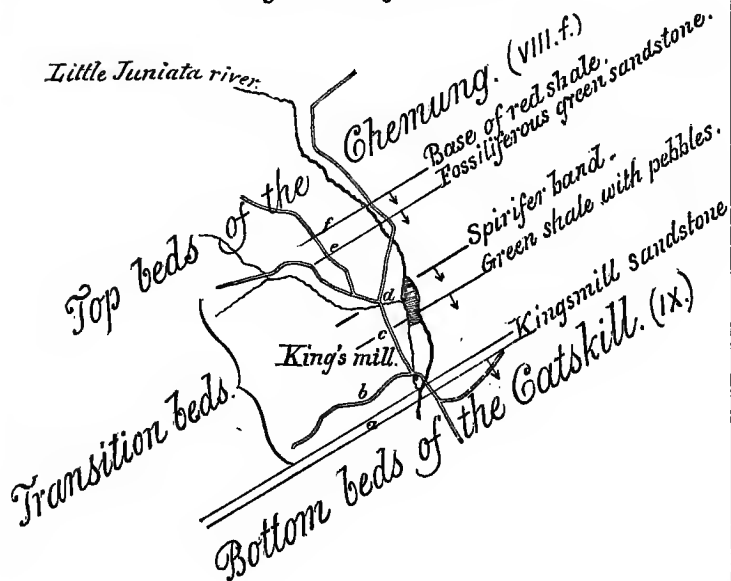 Little Juniata river.
Chemung. (VIII.f.)
Base of red shale.
Fossiliferous green sandstone.
Top beds of the
f
e
Spirifer band.
Green shale with pebbles.
d
c
King's mill.
Kingsmill sandstone
b
a
Transition beds.
Bottom beds of the Catskill. (IX.)